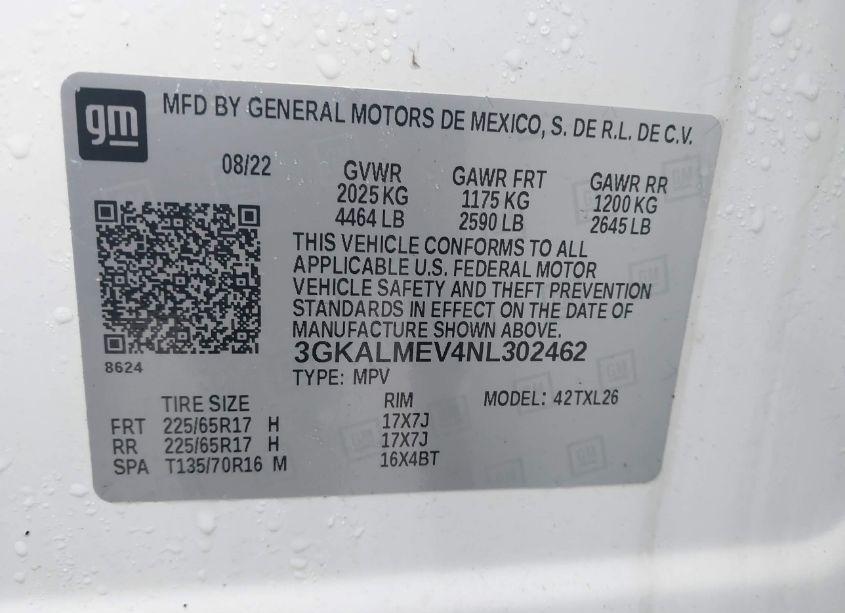 gm
MFD BY GENERAL MOTORS DE MEXICO, S. DE R.L. DE C.V.
08/22 GVWR GAWR FRT GAWR RR
2025 KG 1175 KG 1200 KG
4464 LB 2590 LB 2645 LB
THIS VEHICLE CONFORMS TO ALL
APPLICABLE U.S. FEDERAL MOTOR
VEHICLE SAFETY AND THEFT PREVENTION
STANDARDS IN EFFECT ON THE DATE OF
MANUFACTURE SHOWN ABOVE.
3GKALMEV4NL302462
8624
TYPE: MPV
TIRE SIZE RIM MODEL: 42TXL26
FRT 225/65R17 H 17X7J
RR 225/65R17 H 17X7J
SPA T135/70R16 M 16X4BT